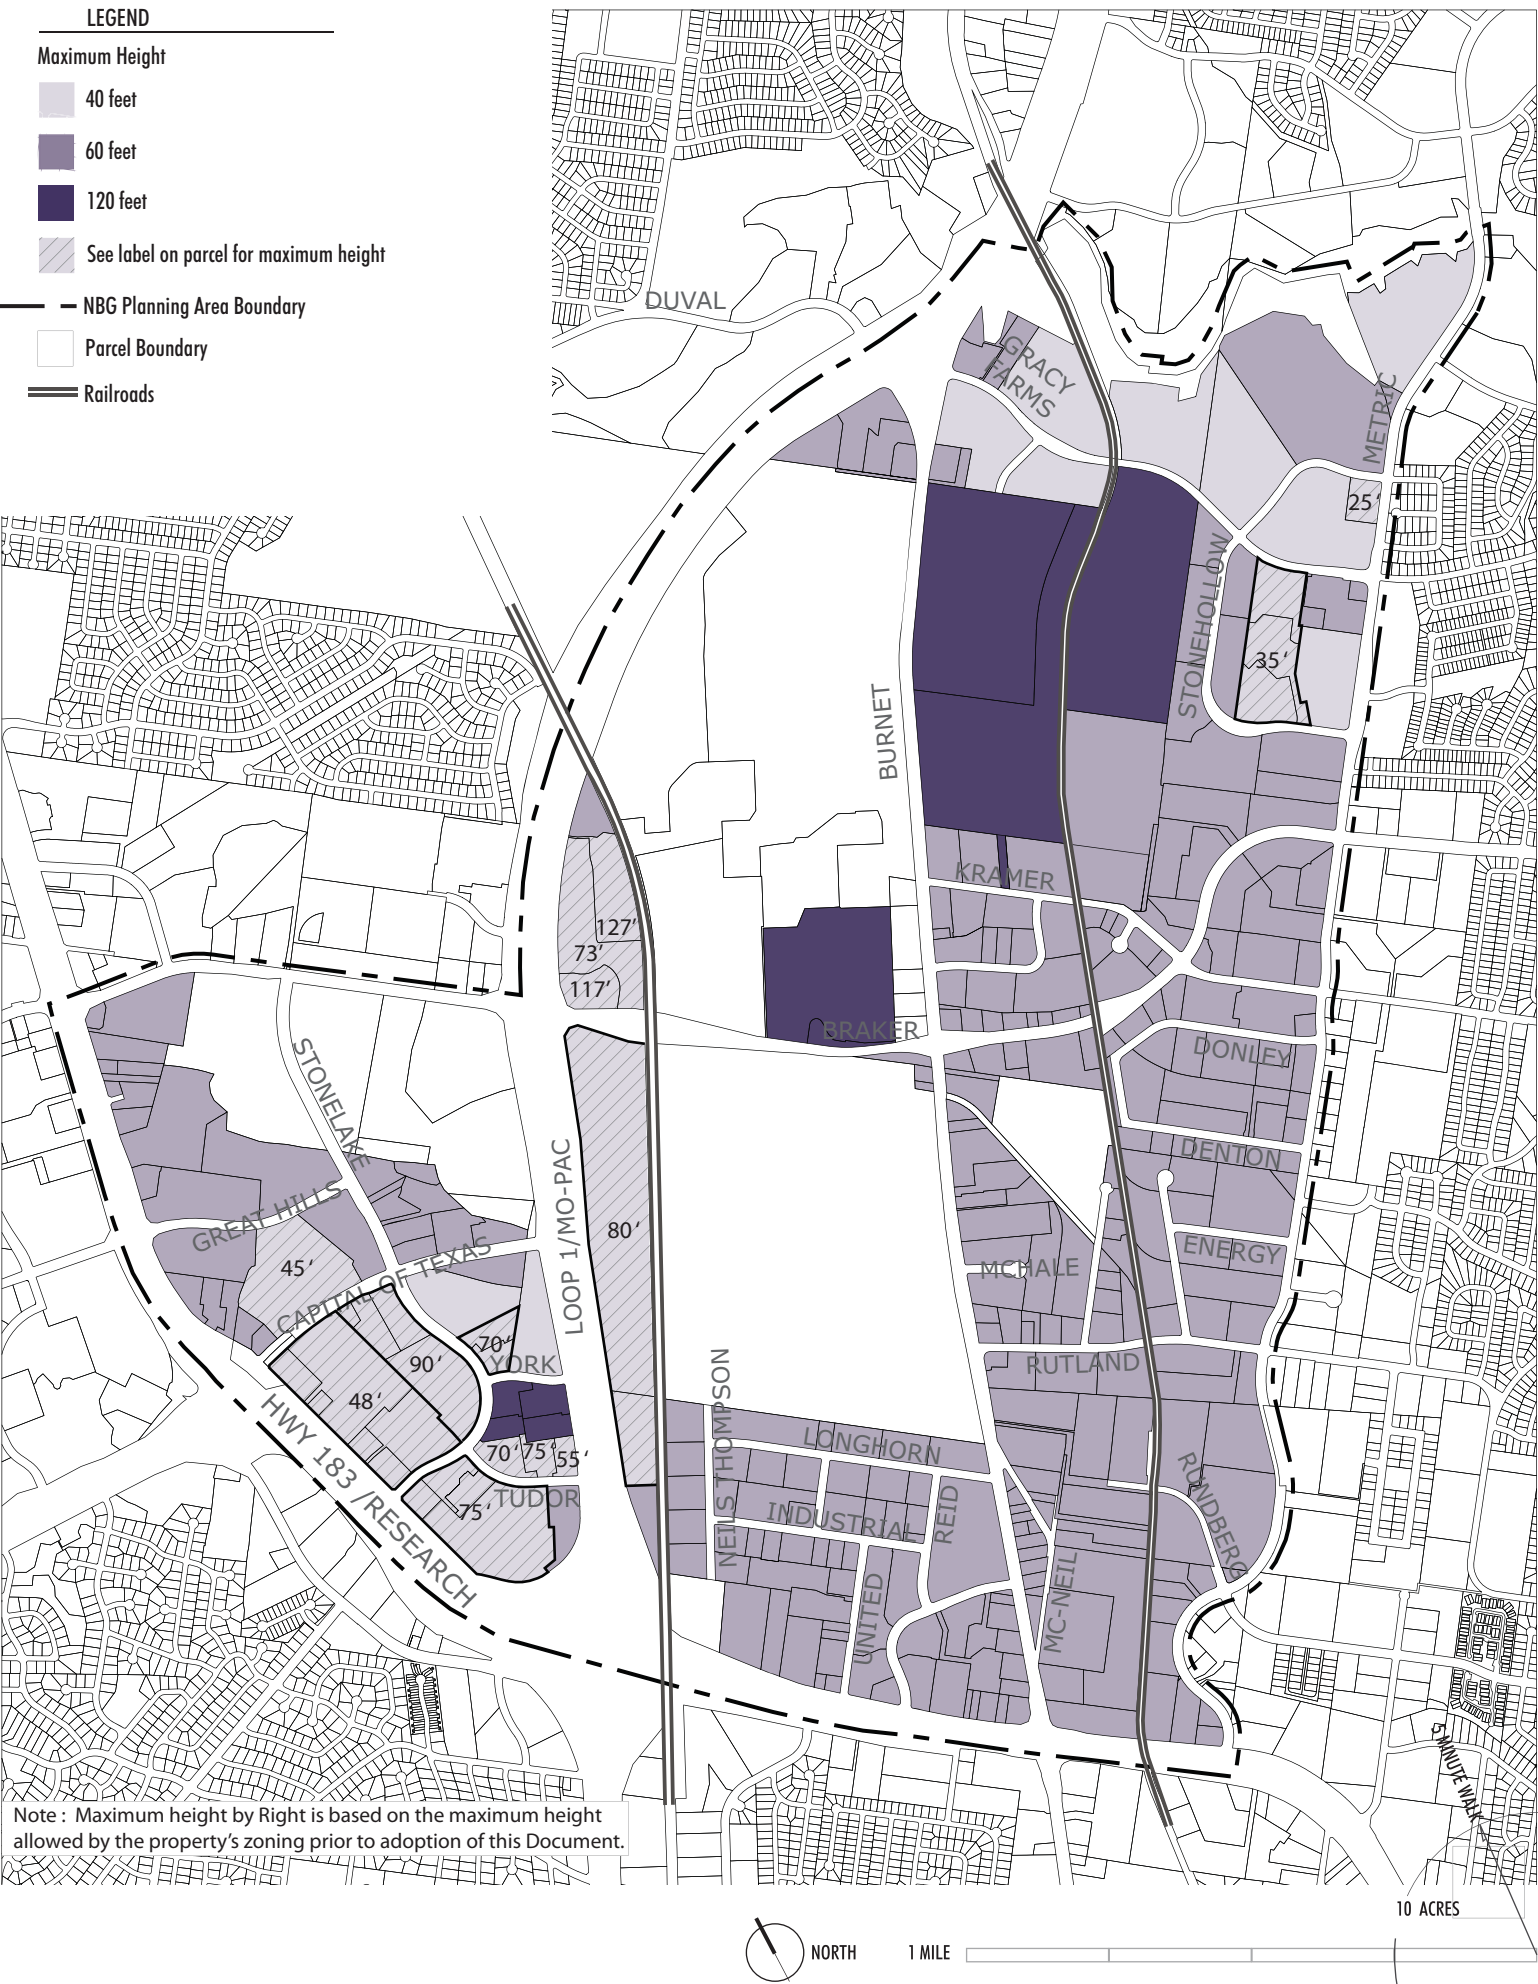 LEGEND
Maximum Height
40 feet
60 feet
120 feet
See label on parcel for maximum height
NBG Planning Area Boundary
Parcel Boundary
Railroads
DUVAL
GRACY
FARMS
METRIC
25‘
STONEHOLLOW
35‘
BURNET
KRAMER
127‘
73‘
117‘
BRAKER
DONLEY
STONELAKE
DENTON
LOOP 1/MO-PAC
GREAT HILLS
80‘
ENERGY
CAPITAL OF TEXAS
45‘
MCHALE
70‘
YORK
90‘
RUTLAND
48‘
NEILS THOMPSON
HWY 183 /RESEARCH
LONGHORN
70‘
75‘
55‘
TUDOR
75‘
INDUSTRIAL
REID
RUNDBERG
UNITED
MC-NEIL
5 MINUTE WALK
Note : Maximum height by Right is based on the maximum height
allowed by the property’s zoning prior to adoption of this Document.
10 ACRES
NORTH
1 MILE